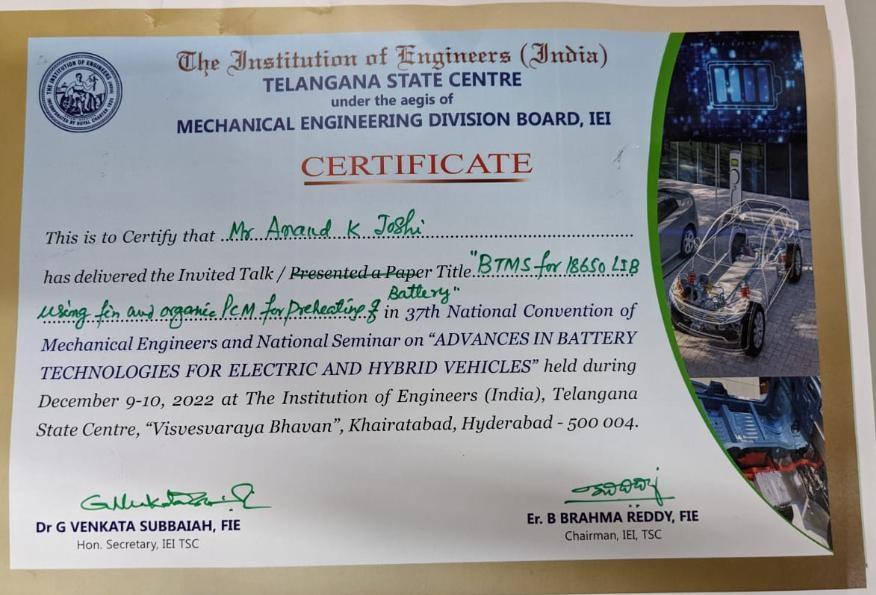 The Institution of Engineers (India)
TELANGANA STATE CENTRE
under the aegis of
MECHANICAL ENGINEERING DIVISION BOARD, IEI
CERTIFICATE
This is to Certify that Mr Anand K Joshi
has delivered the Invited Talk / Presented a Paper Title "BTMS for 18650 LIB
using fin and organic PCM for Preheating of Battery" in 37th National Convention of
Mechanical Engineers and National Seminar on “ADVANCES IN BATTERY
TECHNOLOGIES FOR ELECTRIC AND HYBRID VEHICLES” held during
December 9-10, 2022 at The Institution of Engineers (India), Telangana
State Centre, “Visvesvaraya Bhavan”, Khairatabad, Hyderabad - 500 004.
Dr G VENKATA SUBBAIAH, FIE
Hon. Secretary, IEI TSC
Er. B BRAHMA REDDY, FIE
Chairman, IEI, TSC